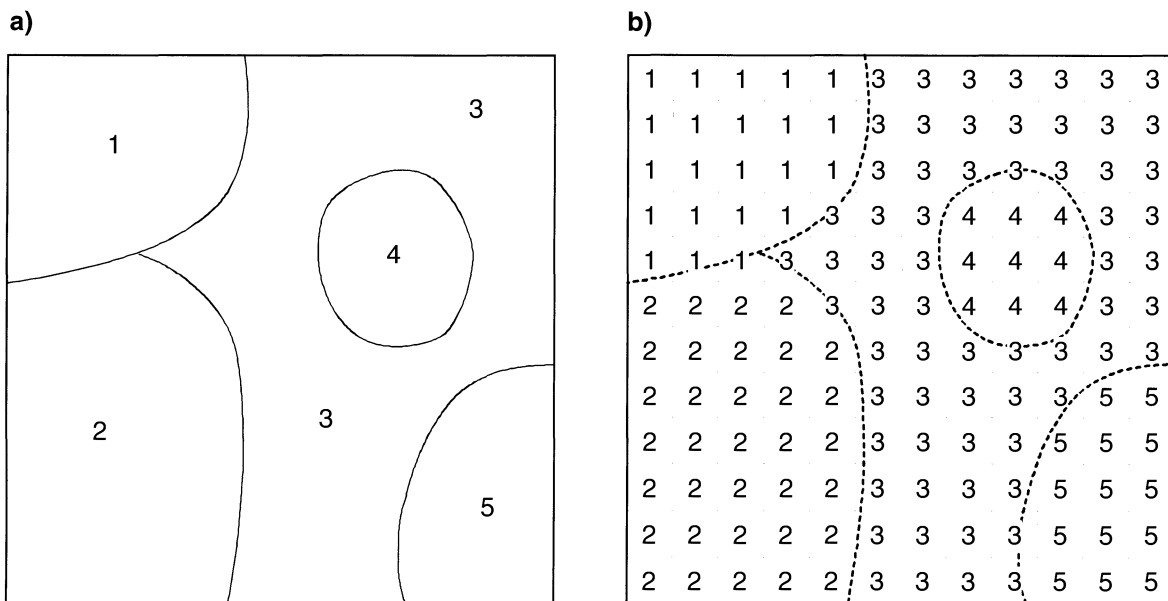 a)
1
3
4
3
2
5
b)
1 1 1 1 1 3 3 3 3 3 3 3
1 1 1 1 1 3 3 3 3 3 3 3
1 1 1 1 1 3 3 3 3 3 3 3
1 1 1 1 3 3 3 4 4 4 3 3
1 1 1 3 3 3 3 4 4 4 3 3
2 2 2 2 3 3 3 4 4 4 3 3
2 2 2 2 2 3 3 3 3 3 3 3
2 2 2 2 2 3 3 3 3 3 5 5
2 2 2 2 2 3 3 3 3 5 5 5
2 2 2 2 2 3 3 3 3 5 5 5
2 2 2 2 2 3 3 3 3 5 5 5
2 2 2 2 2 3 3 3 3 5 5 5